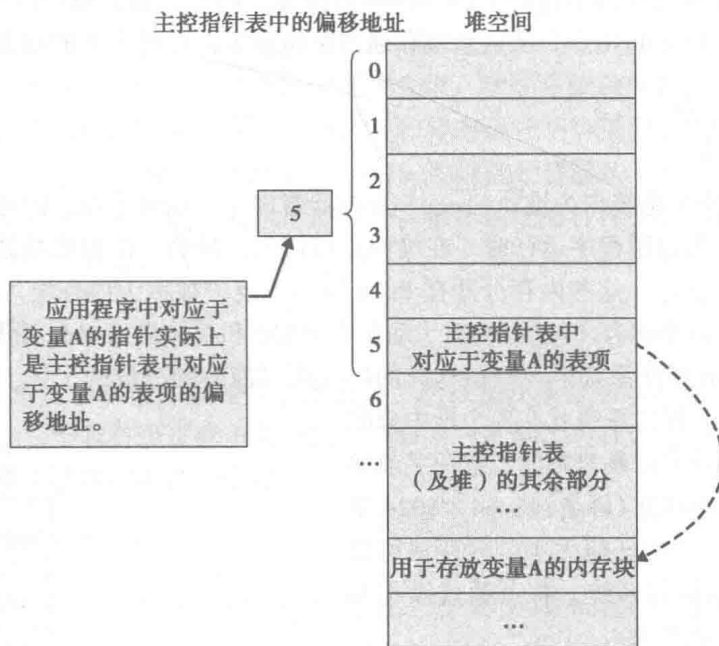 主控指针表中的偏移地址
堆空间
0
1
2
3
4
5
6
...
5
应用程序中对应于
变量A的指针实际上
是主控指针表中对应
于变量A的表项的偏
移地址。
主控指针表中
对应于变量A的表项
主控指针表
（及堆）的其余部分
...
用于存放变量A的内存块
...